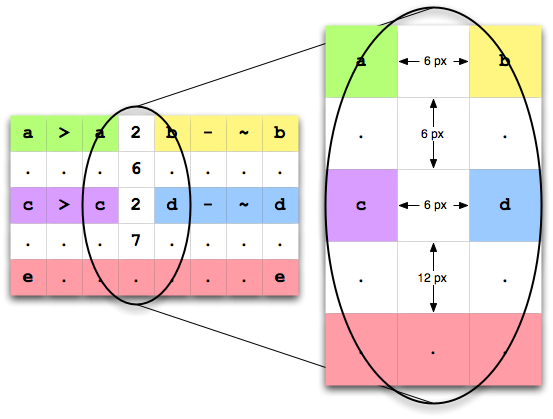 a > a 2 b - ~ b
. . . 6 . . . .
c > c 2 d - ~ d
. . . 7 . . . .
e . . . . . . e
a 6 px b
. 6 px .
c 6 px d
. 12 px .
. . .